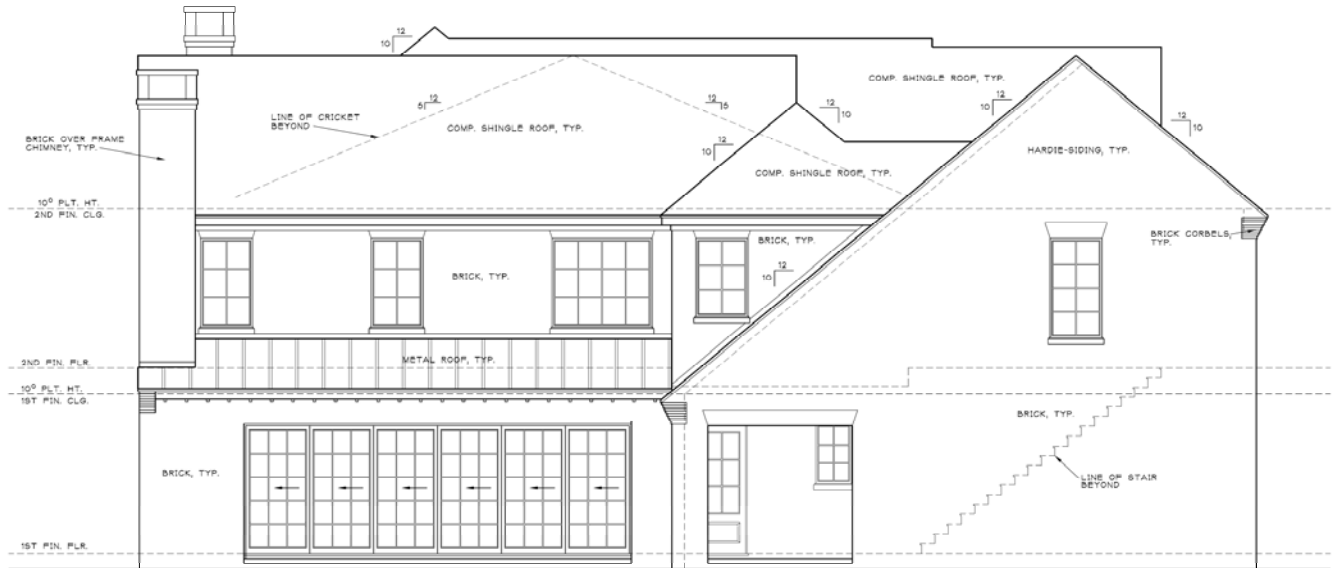 12
10
COMP. SHINGLE ROOF, TYP.
12
10
12
6
12
6
12
10
12
10
LINE OF CRICKET
BEYOND
COMP. SHINGLE ROOF, TYP.
BRICK OVER FRAME
CHIMNEY, TYP.
HARDIE-SIDING, TYP.
12
10
COMP. SHINGLE ROOF, TYP.
10⁰ PLT. HT.
2ND FIN. CLG.
BRICK, TYP.
BRICK CORBELS,
TYP.
BRICK, TYP.
12
10
2ND FIN. FLR.
METAL ROOF, TYP.
10⁰ PLT. HT.
1ST FIN. CLG.
BRICK, TYP.
BRICK, TYP.
LINE OF STAIR
BEYOND
1ST FIN. FLR.